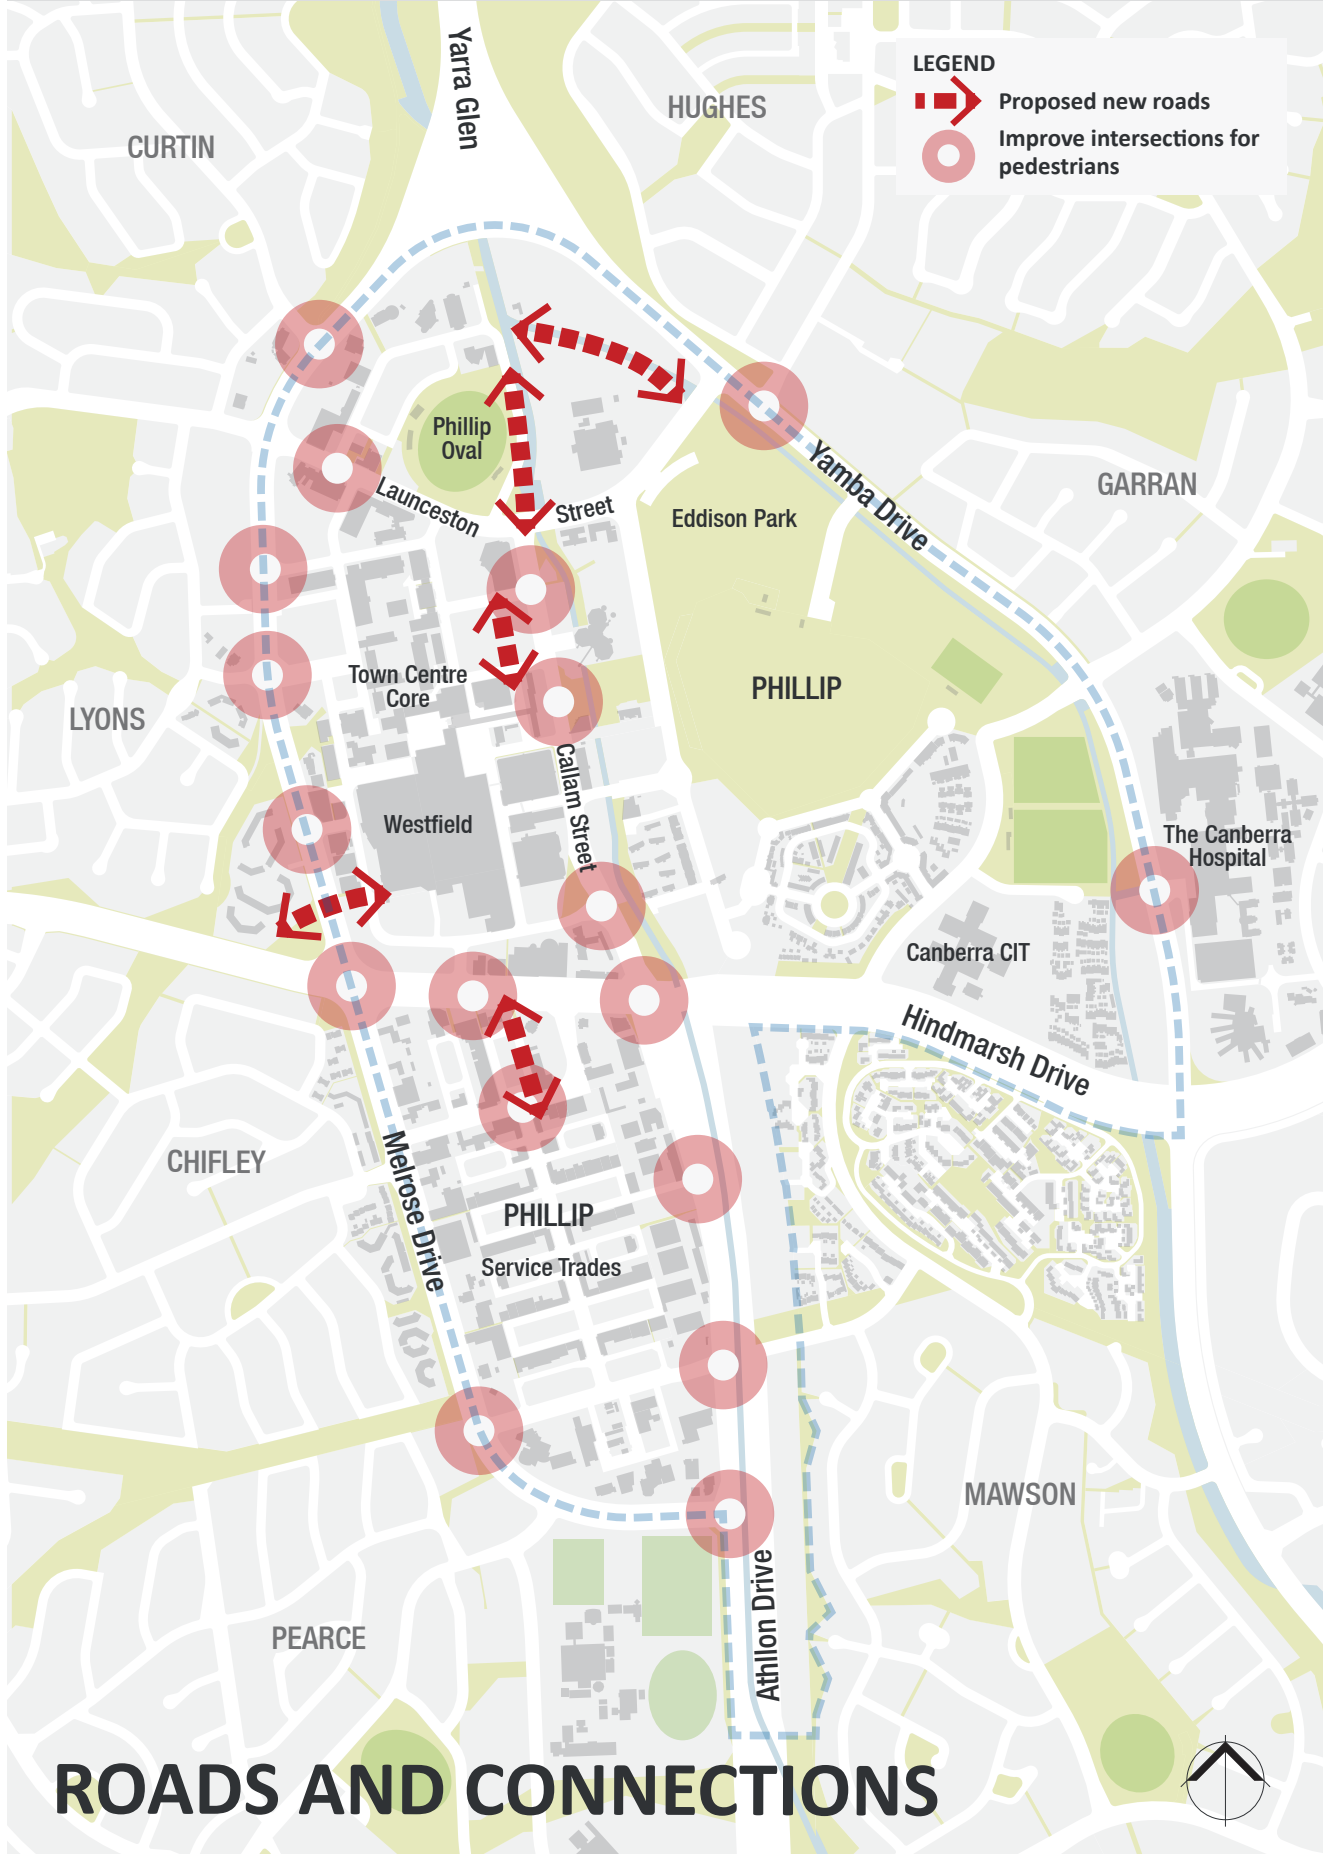 Yarra Glen
HUGHES
CURTIN
LEGEND
Proposed new roads
Improve intersections for
pedestrians
Phillip
Oval
Launceston
Street
Eddison Park
Yamba Drive
GARRAN
Town Centre
Core
PHILLIP
LYONS
Callam Street
Westfield
The Canberra
Hospital
Canberra CIT
Hindmarsh Drive
CHIFLEY
Melrose Drive
PHILLIP
Service Trades
MAWSON
PEARCE
Athllon Drive
ROADS AND CONNECTIONS